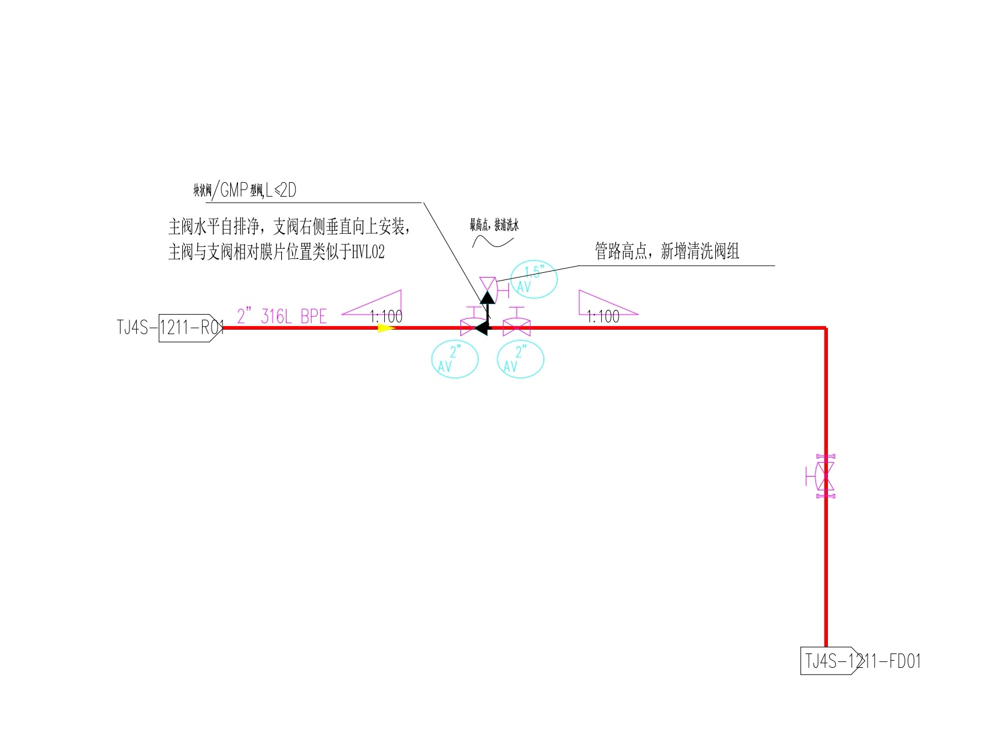 块状阀/GMP型阀,L≤2D
主阀水平自排净，支阀右侧垂直向上安装，
主阀与支阀相对膜片位置类似于HVL02
最高点，接清洗水
管路高点，新增清洗阀组
1.5”
AV
2” 316L BPE
1:100
1:100
TJ4S-1211-R01
2”
AV
2”
AV
TJ4S-1211-FD01